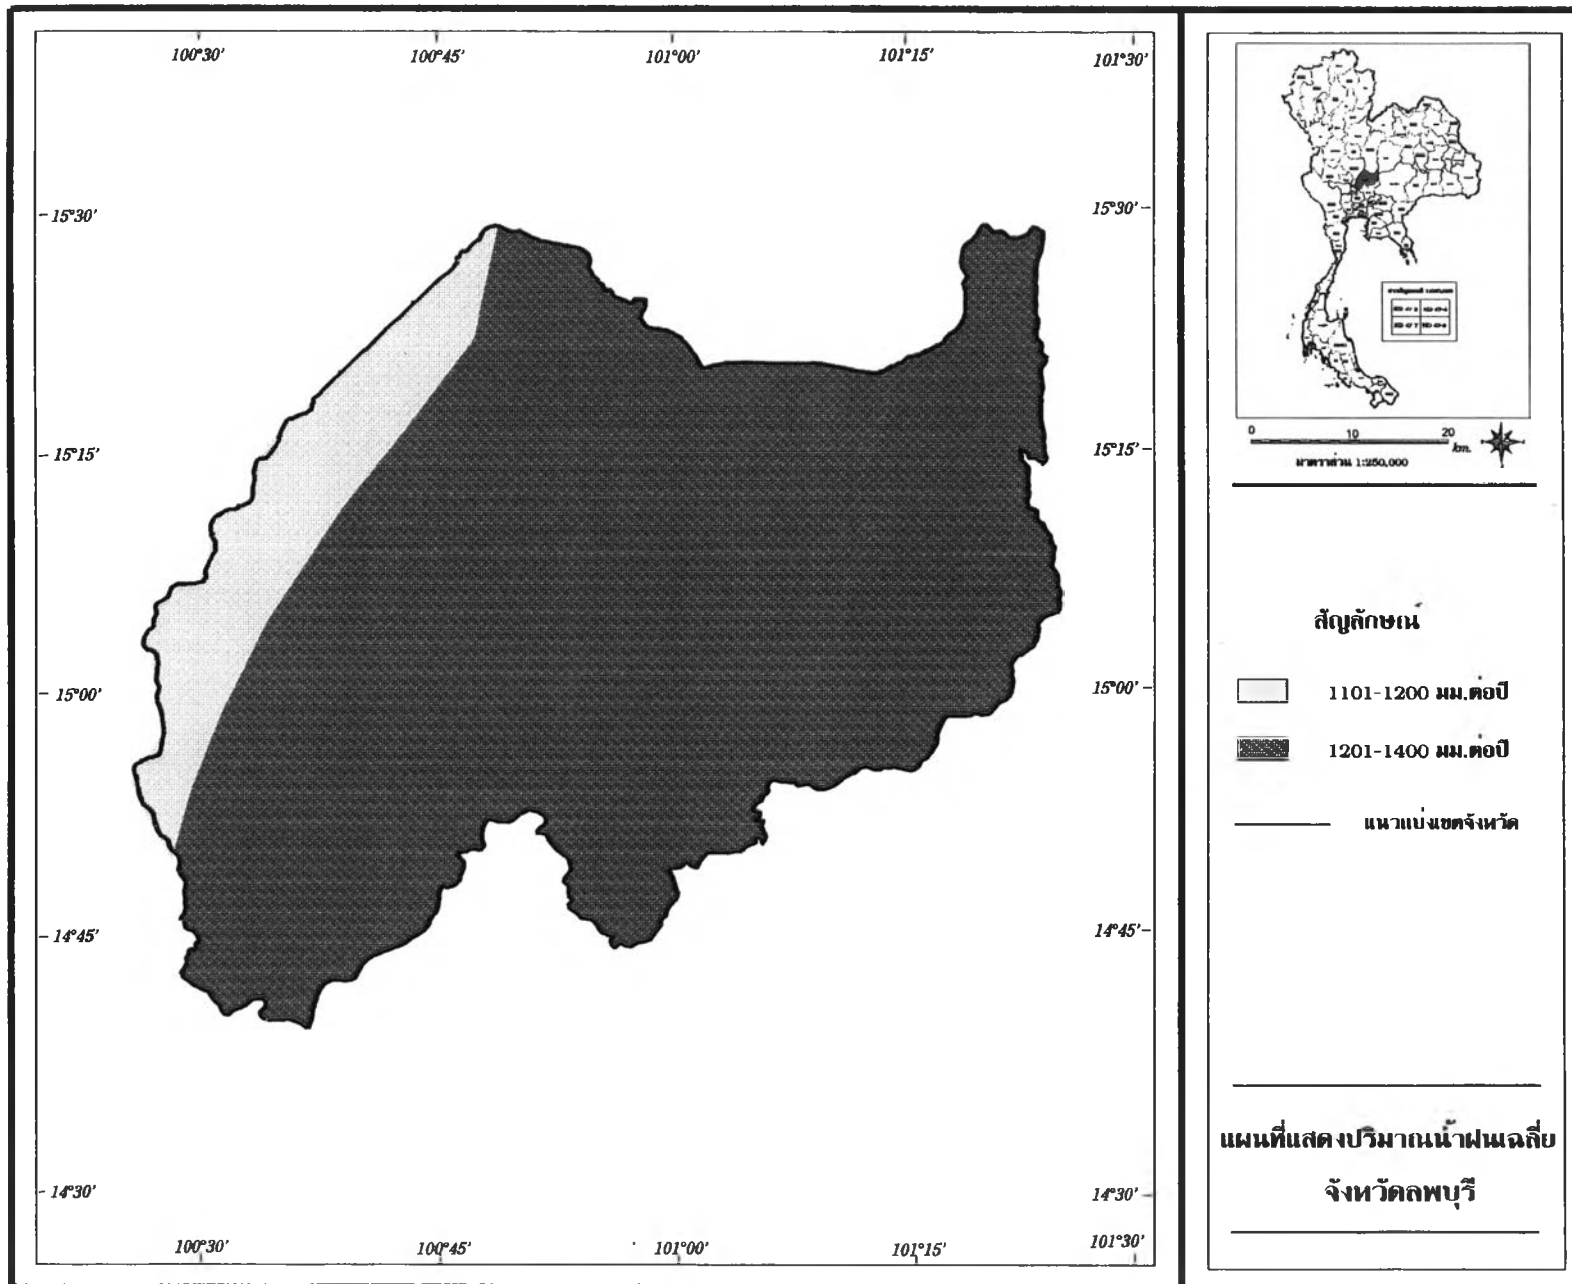 100°30' 100°45' 101°00' 101°15' 101°30'
15°30' 15°30'
15°15' 15°15'
15°00' 15°00'
14°45' 14°45'
14°30' 14°30'
100°30' 100°45' 101°00' 101°15' 101°30'
0 10 20 km.
มาตราส่วน 1:250,000
สัญลักษณ์
1101-1200 มม.ต่อปี
1201-1400 มม.ต่อปี
แนวแบ่งเขตจังหวัด
แผนที่แสดงปริมาณน้ำฝนเฉลี่ย
จังหวัดลพบุรี